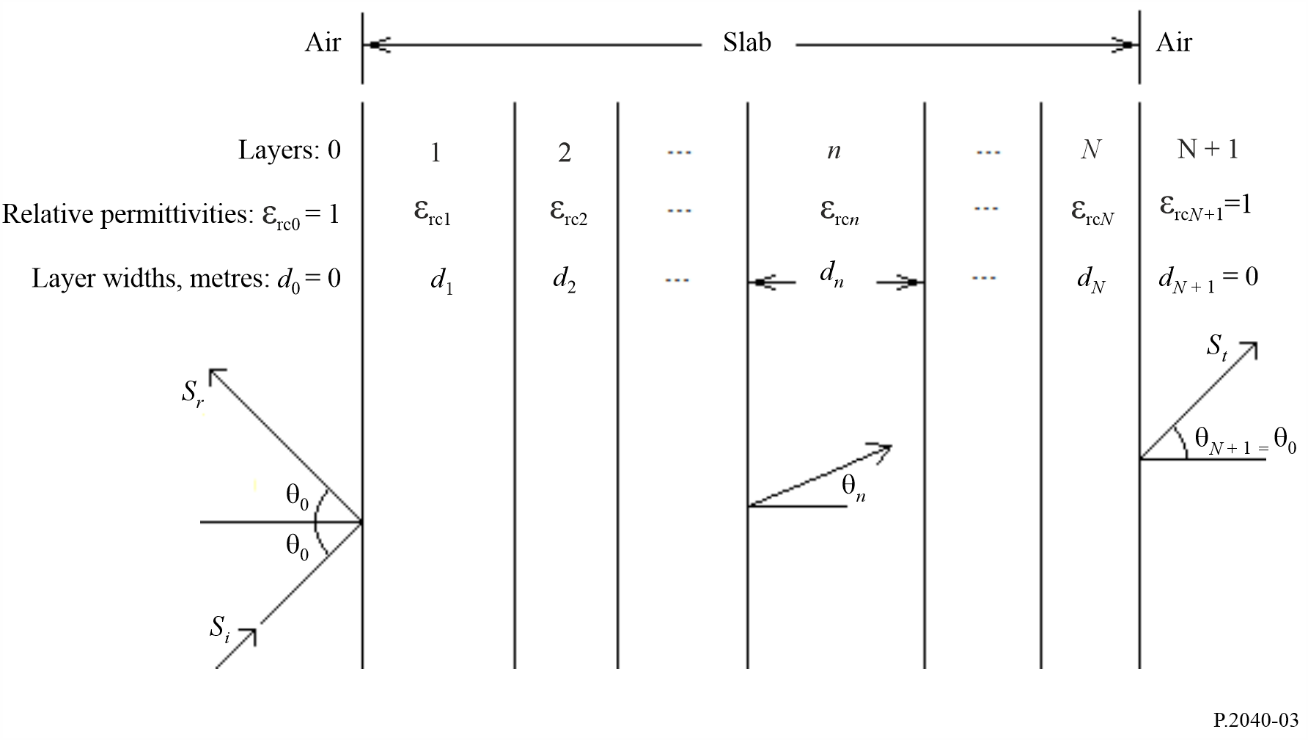 Air Slab Air
Layers: 0 1 2 --- n --- N N + 1
Relative permittivities: εrc0 = 1 εrc1 εrc2 --- εrcn --- εrcN εrcN+1=1
Layer widths, metres: d0 = 0 d1 d2 --- dn --- dN dN + 1 = 0
St
Sr
θN + 1 = θ0
θn
θ0
θ0
Si
P.2040-03